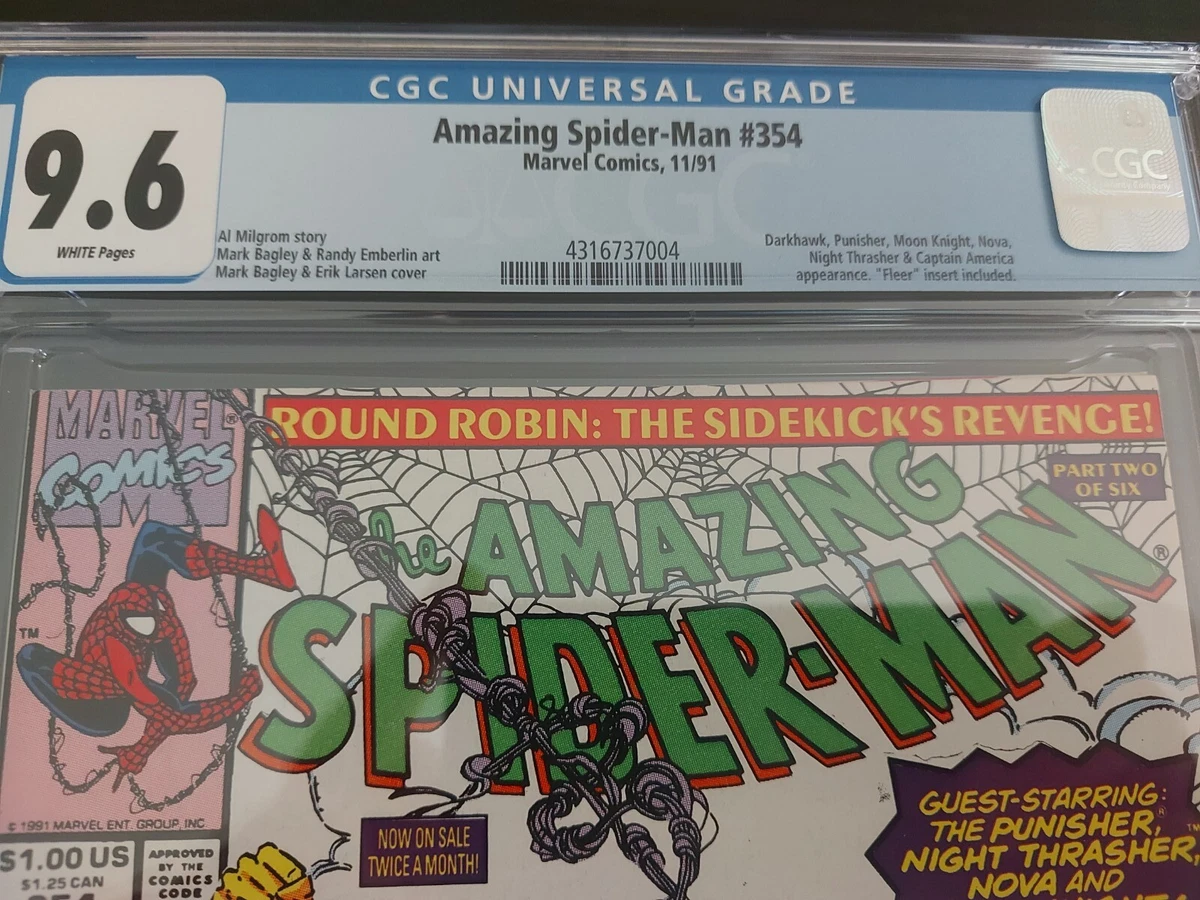 CGC UNIVERSAL GRADE
9.6
WHITE Pages
Amazing Spider-Man #354
Marvel Comics, 11/91
Al Milgrom story
Mark Bagley & Randy Emberlin art
Mark Bagley & Erik Larsen cover
4316737004
Darkhawk, Punisher, Moon Knight, Nova,
Night Thrasher & Captain America
appearance. "Fleer" insert included.
CGC
CGC
MARVEL®
COMICS
M
TM
© 1991 MARVEL ENT. GROUP, INC
$1.00 US
$1.25 CAN
354
APPROVED
BY THE
COMICS
CODE
ROUND ROBIN: THE SIDEKICK'S REVENGE!
PART TWO
OF SIX
The AMAZING
SPIDER-MAN®
NOW ON SALE
TWICE A MONTH!
GUEST-STARRING:
THE PUNISHER,®
NIGHT THRASHER,™
NOVA AND